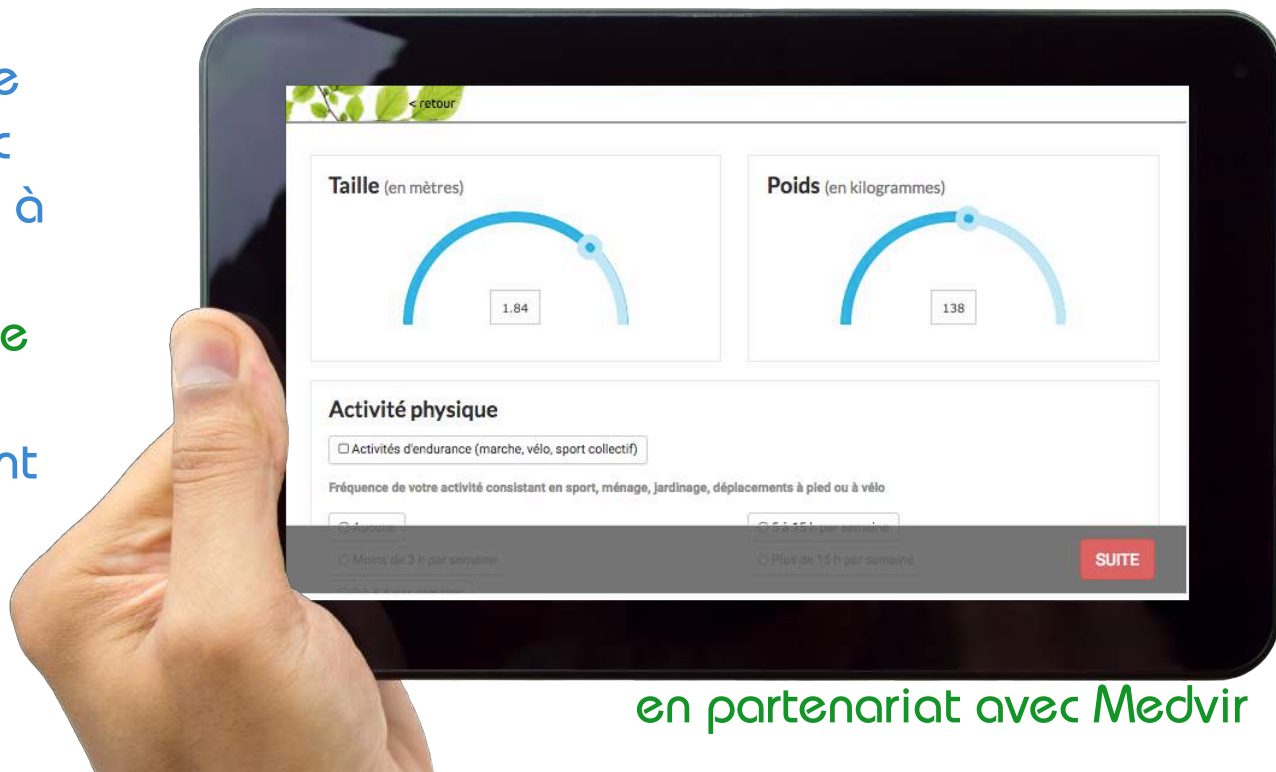 e
c
à
e
nt
< retour
Taille (en mètres)
Poids (en kilogrammes)
1.84
138
Activité physique
Activités d'endurance (marche, vélo, sport collectif)
Fréquence de votre activité consistant en sport, ménage, jardinage, déplacements à pied ou à vélo
Aucune
5 à 15 h par semaine
Moins de 3 h par semaine
Plus de 15 h par semaine
SUITE
en partenariat avec Medvir